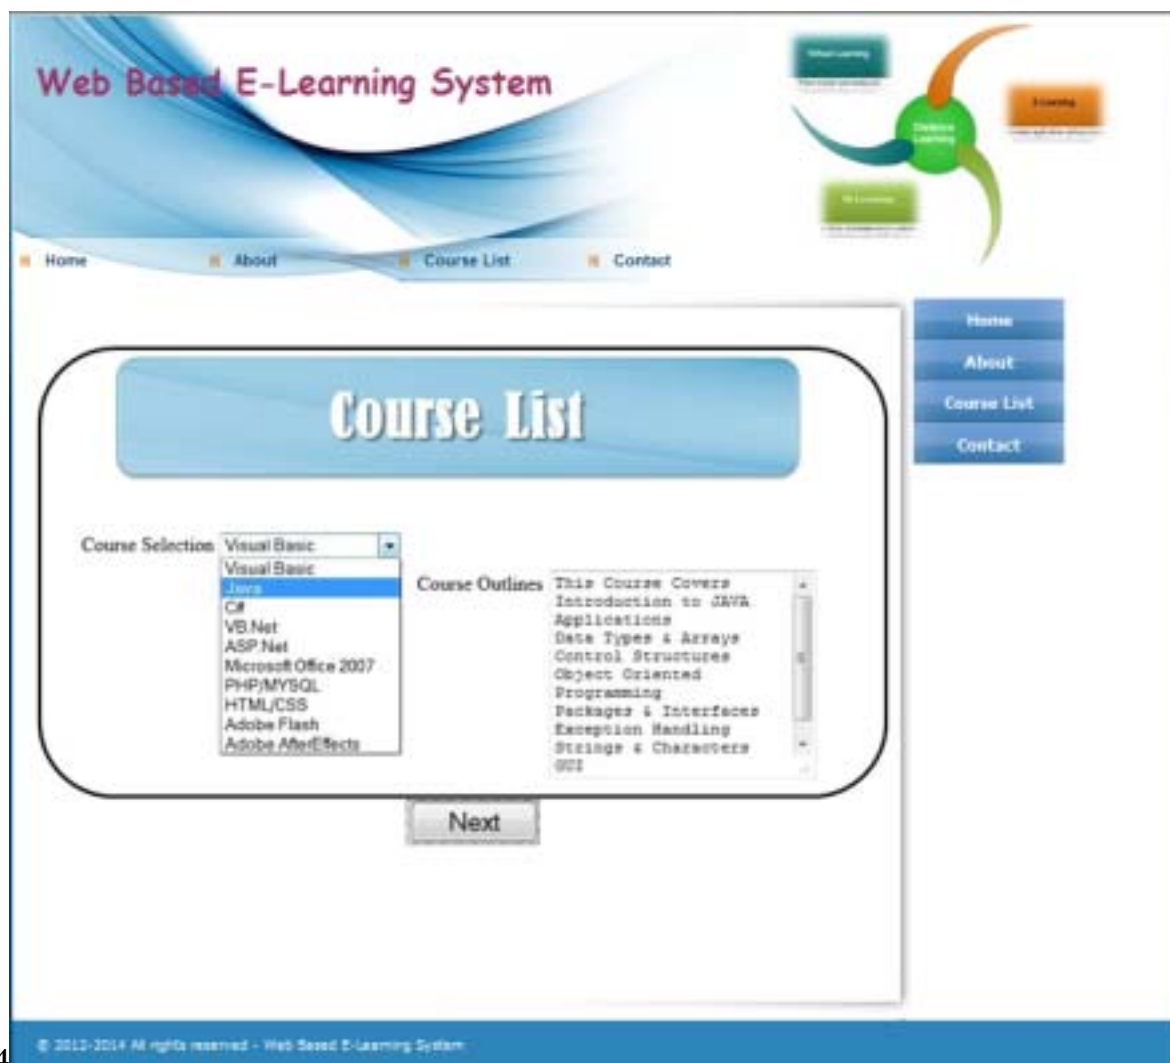 Web Based E-Learning System
E-Learning
Distance
Learning
Home
About
Course List
Contact
Home
About
Course List
Contact
Course List
Course Selection
Visual Basic
Visual Basic
Java
C#
VB.Net
ASP.Net
Microsoft Office 2007
PHP/MYSQL
HTML/CSS
Adobe Flash
Adobe AfterEffects
Course Outlines
This Course Covers
Introduction to JAVA
Applications
Data Types & Arrays
Control Structures
Object Oriented
Programming
Packages & Interfaces
Exception Handling
Strings & Characters
GUI
Next
© 2012-2014 All rights reserved - Web Based E-Learning System